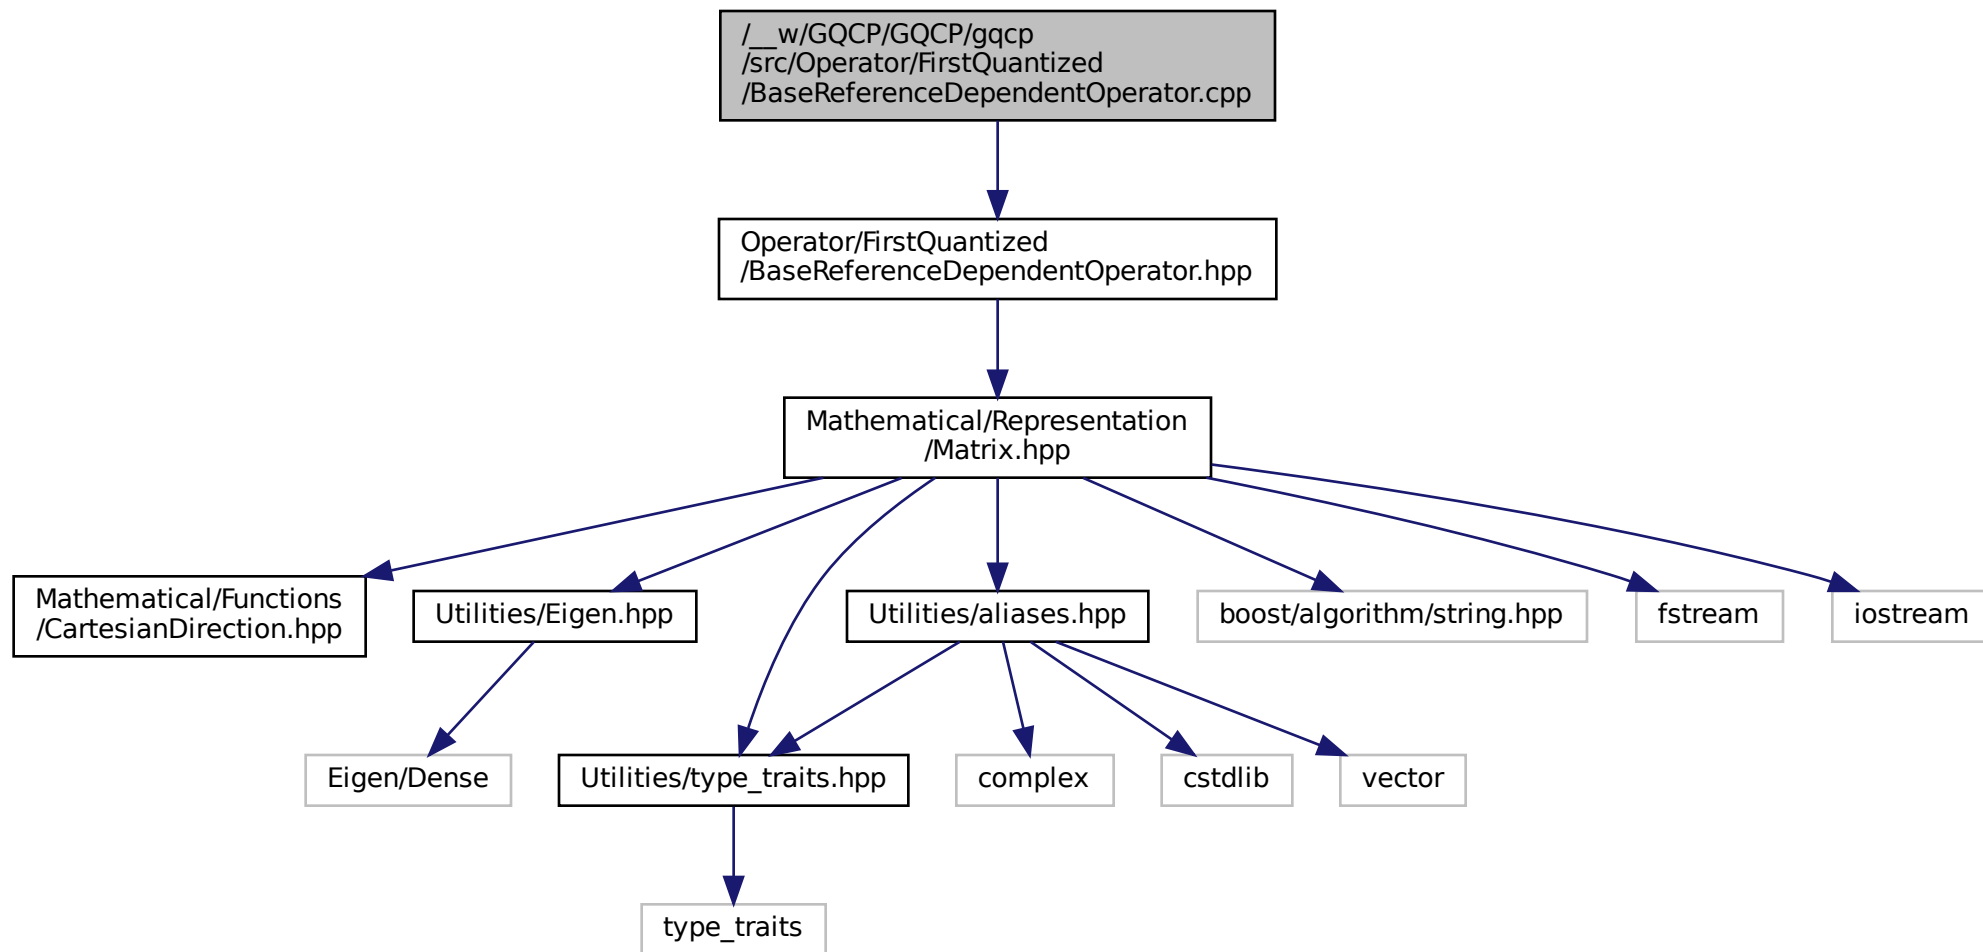 /__w/GQCP/GQCP/gqcp
/src/Operator/FirstQuantized
/BaseReferenceDependentOperator.cpp
Operator/FirstQuantized
/BaseReferenceDependentOperator.hpp
Mathematical/Representation
/Matrix.hpp
Mathematical/Functions
/CartesianDirection.hpp
Utilities/Eigen.hpp
Utilities/aliases.hpp
boost/algorithm/string.hpp
fstream
iostream
Eigen/Dense
Utilities/type_traits.hpp
complex
cstdlib
vector
type_traits